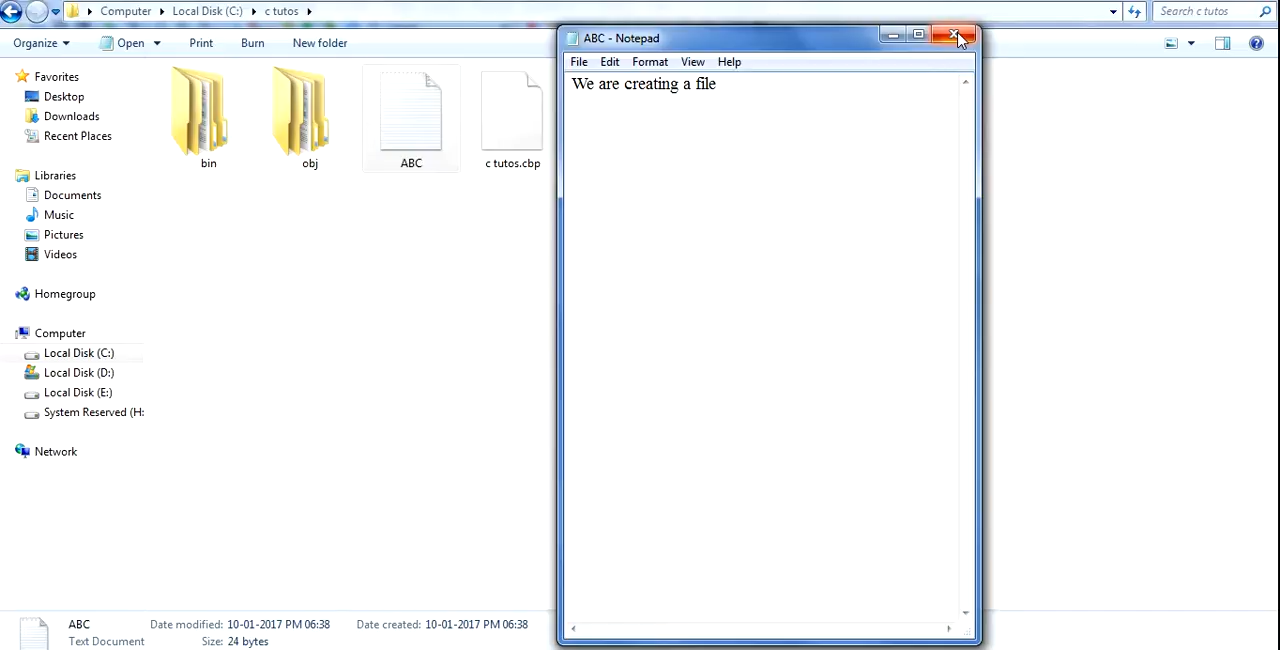 Computer Local Disk (C:) c tutos
Search c tutos
Organize Open Print Burn New folder
Favorites
Desktop
Downloads
Recent Places
Libraries
Documents
Music
Pictures
Videos
Homegroup
Computer
Local Disk (C:)
Local Disk (D:)
Local Disk (E:)
System Reserved (H:
Network
bin
obj
ABC
c tutos.cbp
ABC - Notepad
File Edit Format View Help
We are creating a file
ABC Date modified: 10-01-2017 PM 06:38 Date created: 10-01-2017 PM 06:38
Text Document Size: 24 bytes